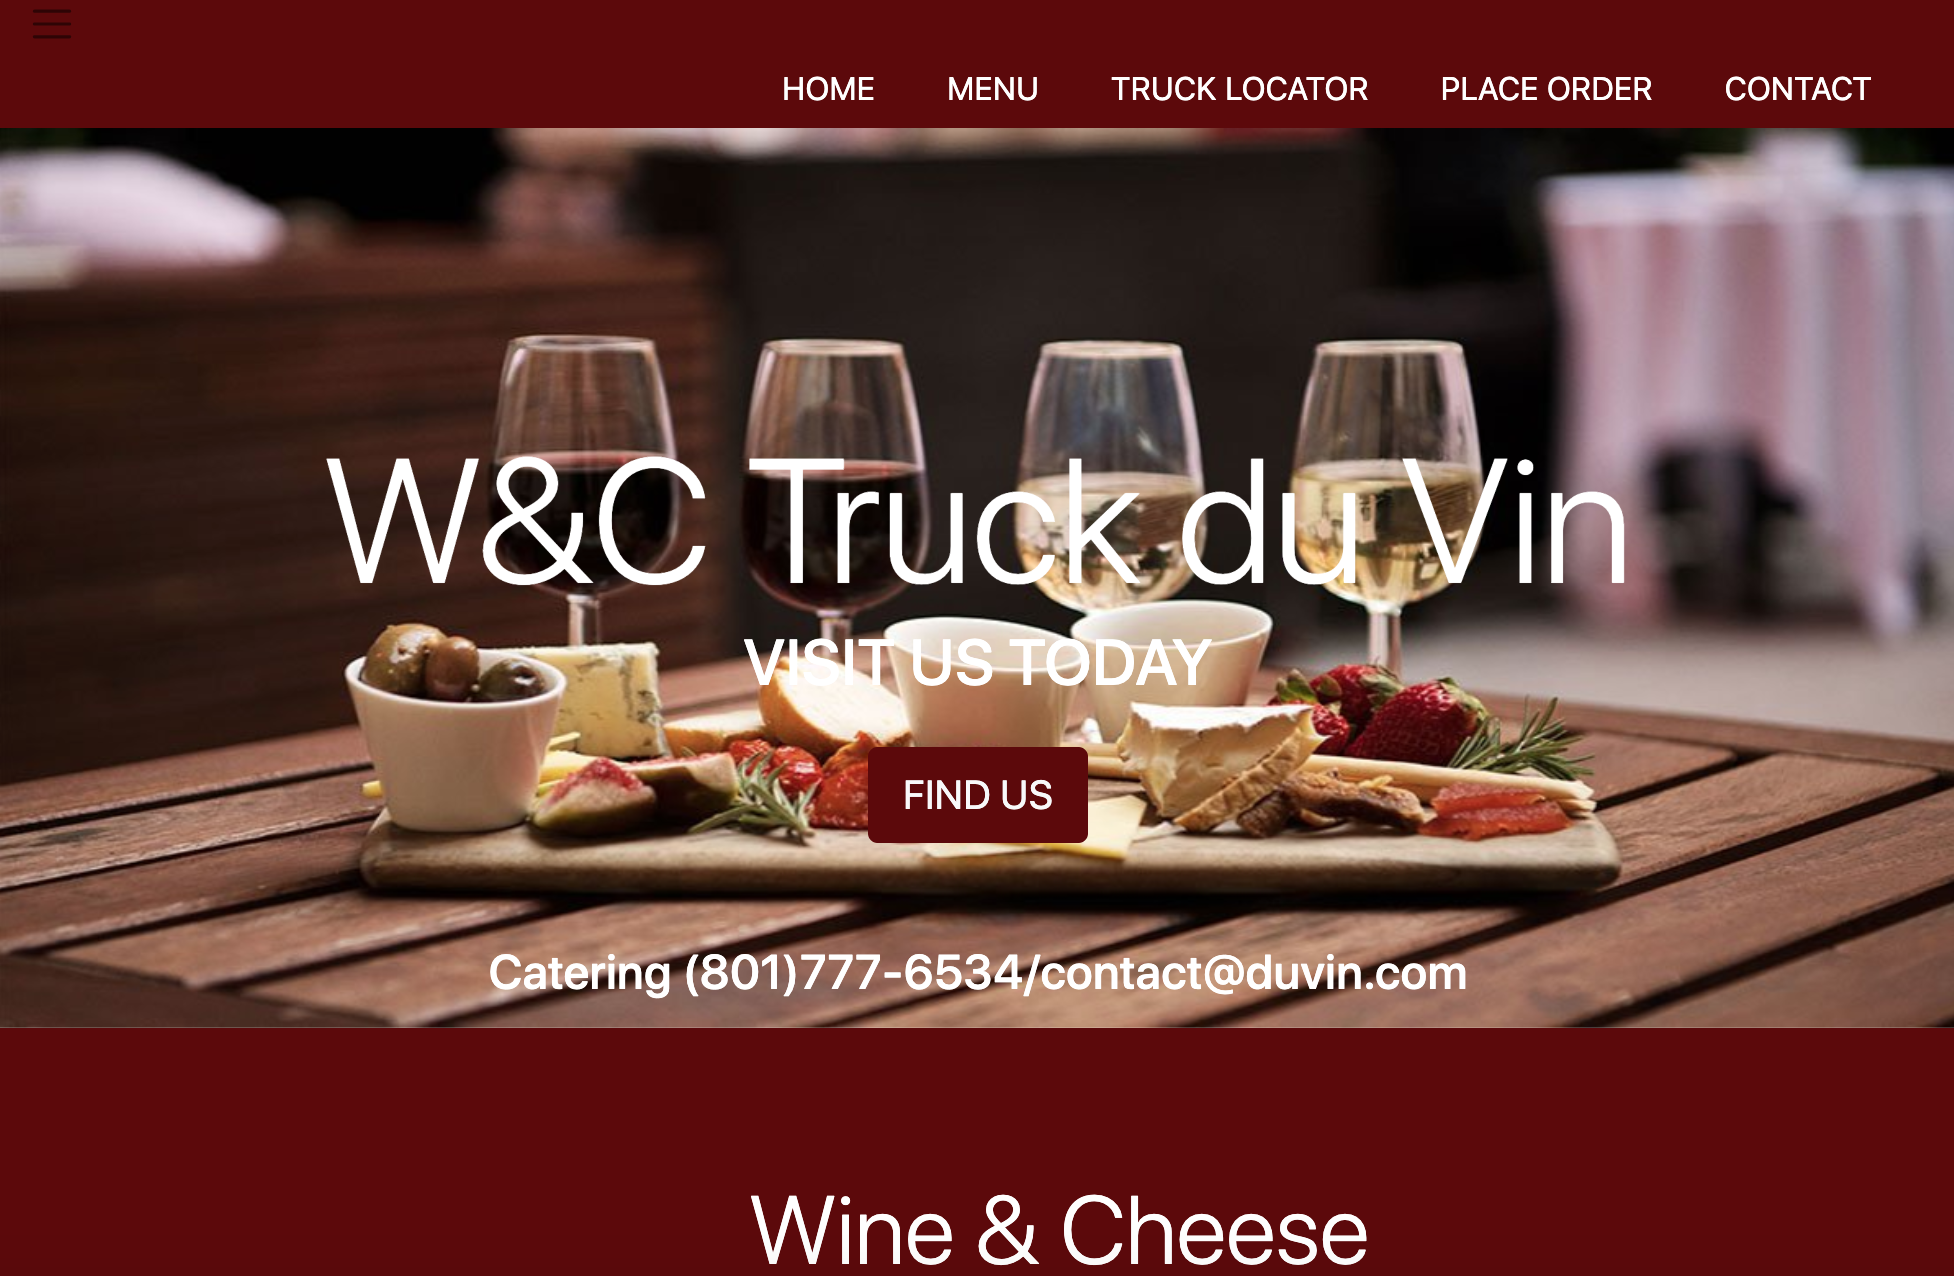 HOME MENU TRUCK LOCATOR PLACE ORDER CONTACT
W&C Truck du Vin
VISIT US TODAY
FIND US
Catering (801)777-6534/contact@duvin.com
Wine & Cheese